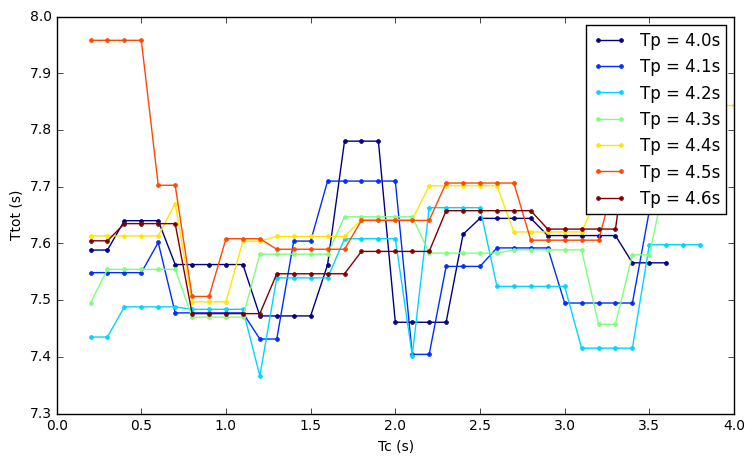 8.0
7.9
7.8
7.7
7.6
7.5
7.4
7.3
Ttot (s)
0.0 0.5 1.0 1.5 2.0 2.5 3.0 3.5 4.0
Tc (s)
Tp = 4.0s
Tp = 4.1s
Tp = 4.2s
Tp = 4.3s
Tp = 4.4s
Tp = 4.5s
Tp = 4.6s